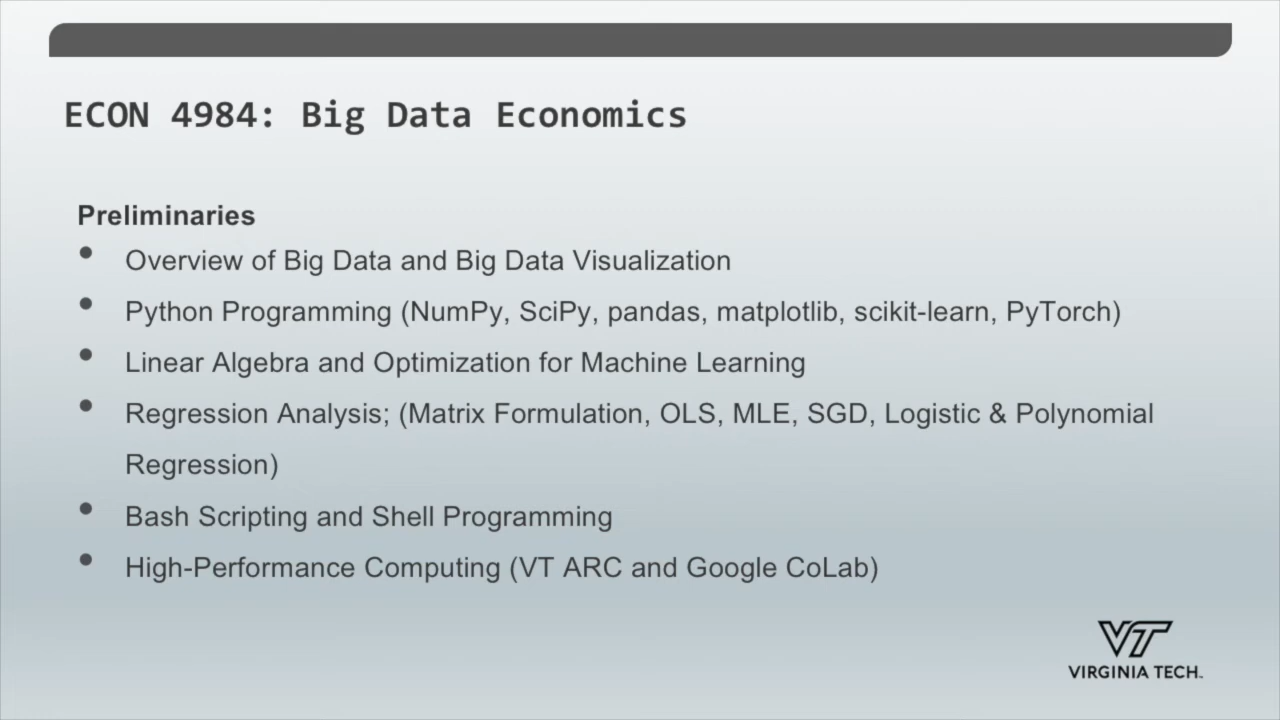 ECON 4984: Big Data Economics
Preliminaries
• Overview of Big Data and Big Data Visualization
• Python Programming (NumPy, SciPy, pandas, matplotlib, scikit-learn, PyTorch)
• Linear Algebra and Optimization for Machine Learning
• Regression Analysis; (Matrix Formulation, OLS, MLE, SGD, Logistic & Polynomial
Regression)
• Bash Scripting and Shell Programming
• High-Performance Computing (VT ARC and Google CoLab)
VT
VIRGINIA TECH™